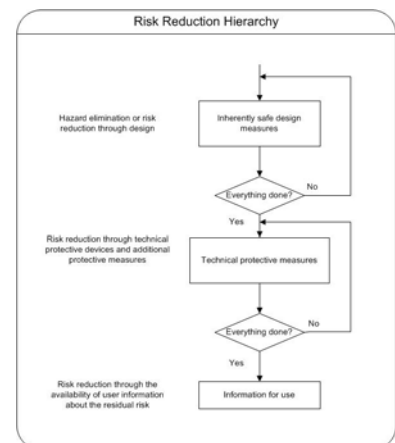 Risk Reduction Hierarchy
Hazard elimination or risk
reduction through design
Inherently safe design
measures
Everything done?
No
Yes
Risk reduction through technical
protective devices and additional
protective measures
Technical protective measures
Everything done?
No
Yes
Risk reduction through the
availability of user information
about the residual risk
Information for use